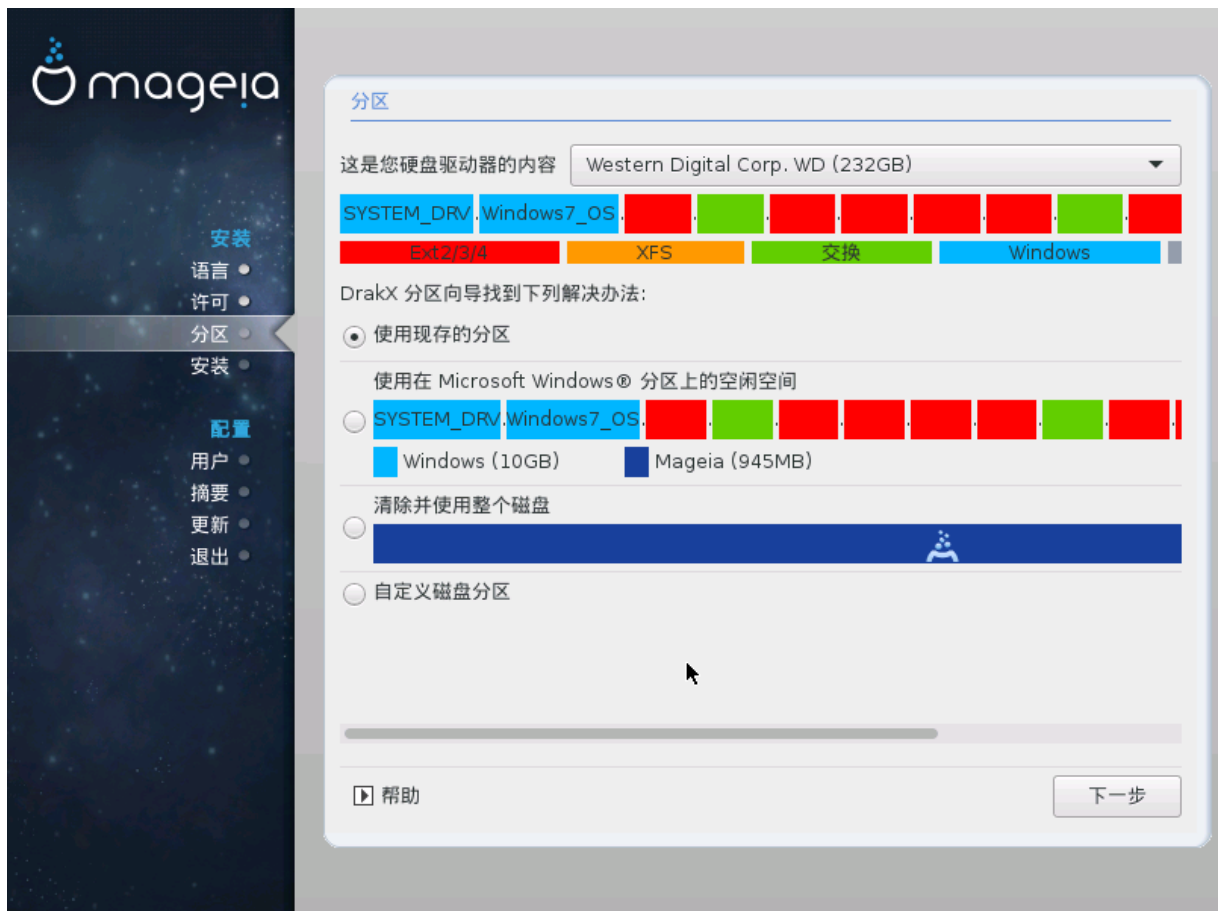 mageia
安装
语言
许可
分区
安装
配置
用户
摘要
更新
退出
分区
这是您硬盘驱动器的内容 Western Digital Corp. WD (232GB)
SYSTEM_DRV Windows7_OS
Ext2/3/4 XFS 交换 Windows
DrakX 分区向导找到下列解决办法:
使用现存的分区
使用在 Microsoft Windows® 分区上的空闲空间
SYSTEM_DRV Windows7_OS
Windows (10GB) Mageia (945MB)
清除并使用整个磁盘
自定义磁盘分区
帮助 下一步